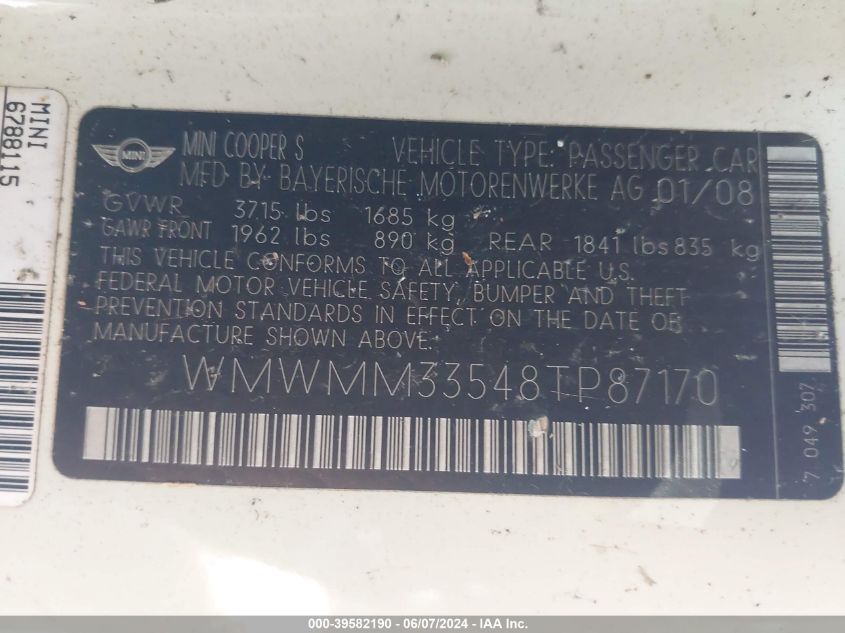 MINI
6788115
MINI
MINI COOPER S VEHICLE TYPE: PASSENGER CAR
MFD BY BAYERISCHE MOTORENWERKE AG 01/08
GVWR 3715 lbs 1685 kg
GAWR FRONT 1962 lbs 890 kg REAR 1841 lbs 835 kg
THIS VEHICLE CONFORMS TO ALL APPLICABLE U.S.
FEDERAL MOTOR VEHICLE SAFETY, BUMPER AND THEFT
PREVENTION STANDARDS IN EFFECT ON THE DATE OF
MANUFACTURE SHOWN ABOVE.
WMWMM33548TP87170
7 049 307
000-39582190 - 06/07/2024 - IAA Inc.